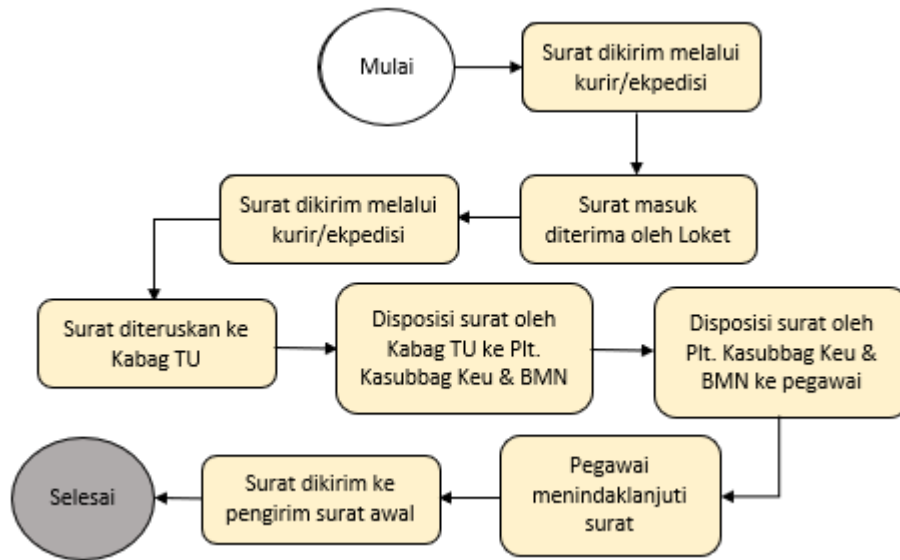 Mulai
Surat dikirim melalui
kurir/ekpedisi
Surat masuk
diterima oleh Loket
Surat dikirim melalui
kurir/ekpedisi
Surat diteruskan ke
Kabag TU
Disposisi surat oleh
Kabag TU ke Plt.
Kasubbag Keu & BMN
Disposisi surat oleh
Plt. Kasubbag Keu &
BMN ke pegawai
Pegawai
menindaklanjuti
surat
Surat dikirim ke
pengirim surat awal
Selesai